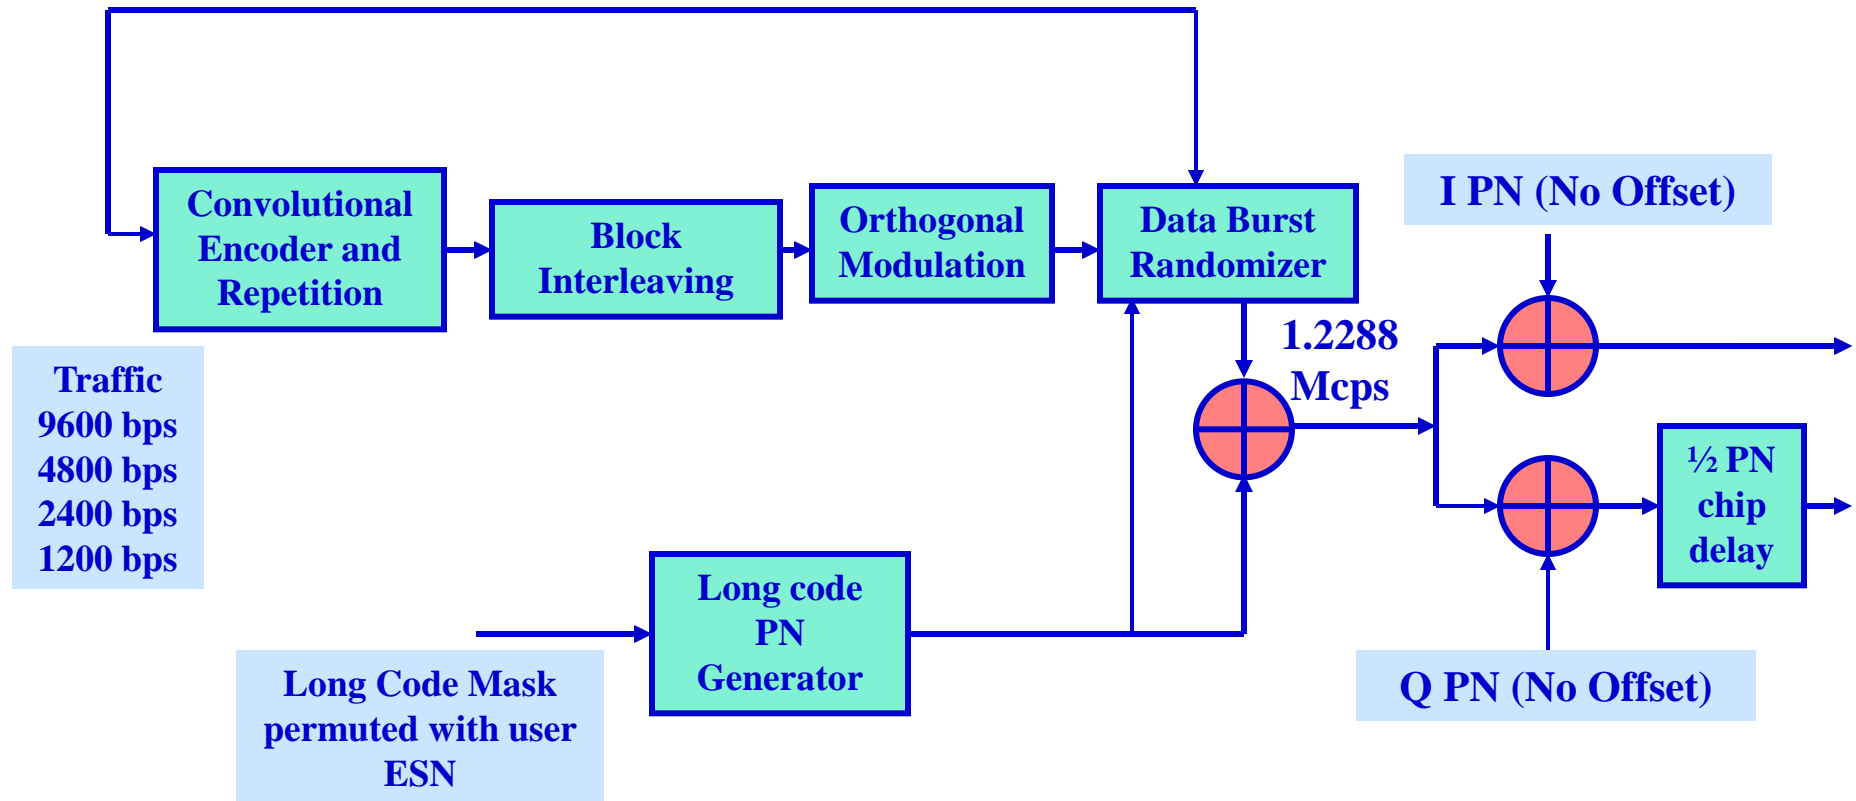 Convolutional
Encoder and
Repetition
Block
Interleaving
Orthogonal
Modulation
Data Burst
Randomizer
I PN (No Offset)
1.2288
Mcps
Traffic
9600 bps
4800 bps
2400 bps
1200 bps
½ PN
chip
delay
Long code
PN
Generator
Long Code Mask
permuted with user
ESN
Q PN (No Offset)